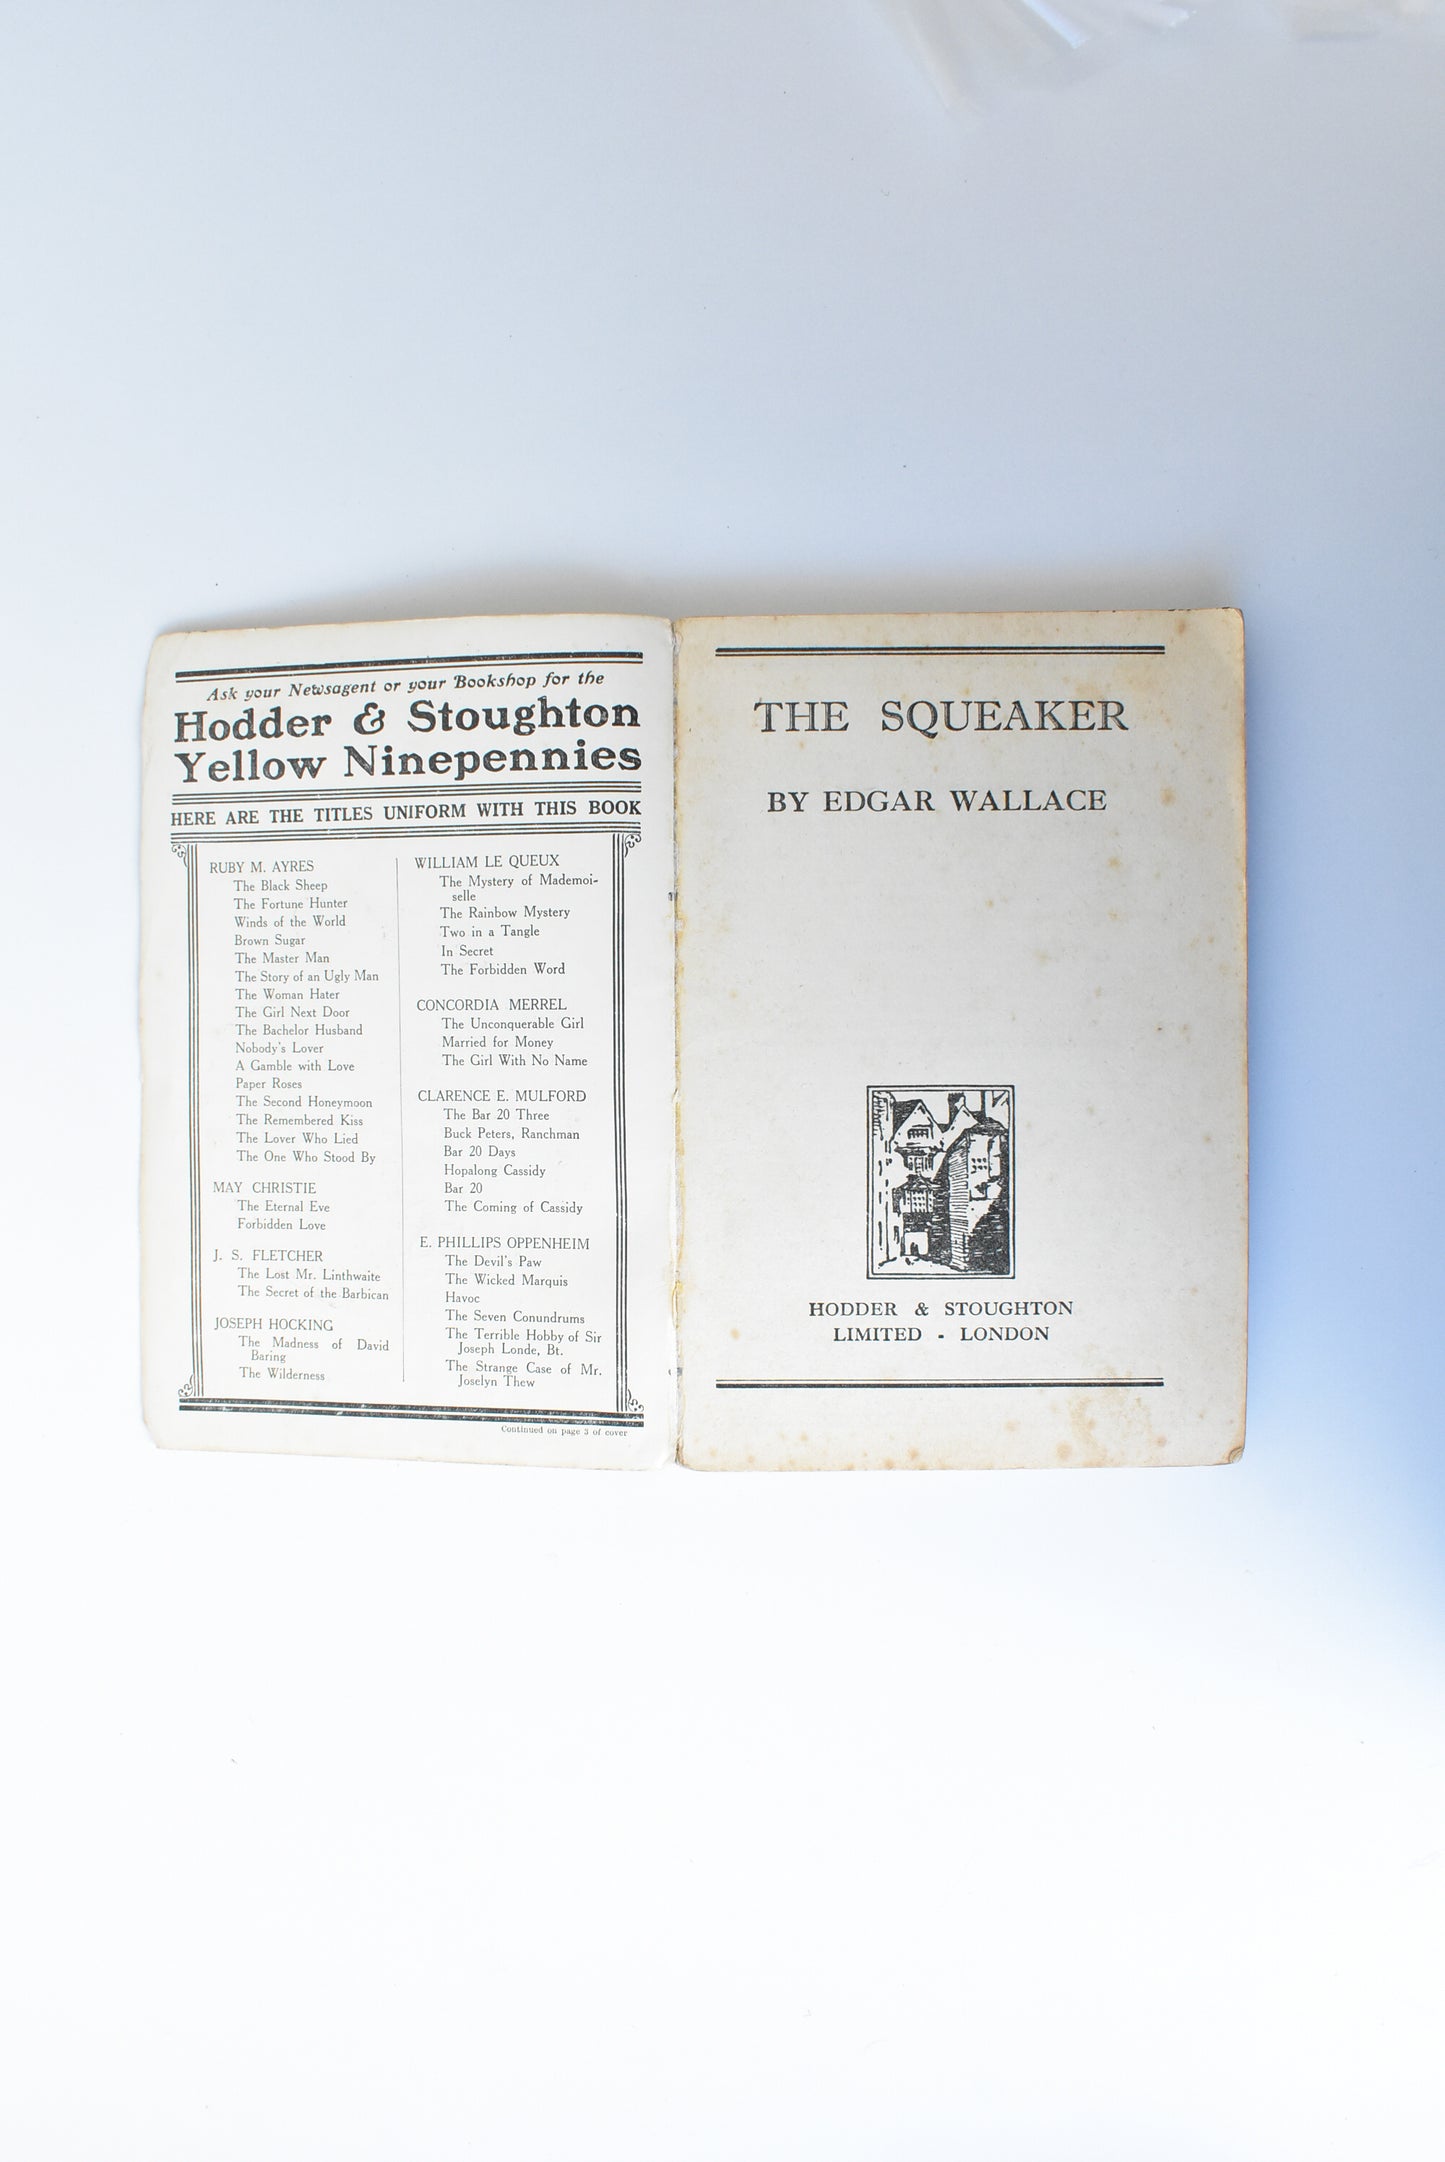 Ask your Newsagent or your Bookshop for the
Hodder & Stoughton
Yellow Ninepennies
HERE ARE THE TITLES UNIFORM WITH THIS BOOK
RUBY M. AYRES
The Black Sheep
The Fortune Hunter
Winds of the World
Brown Sugar
The Master Man
The Story of an Ugly Man
The Woman Hater
The Girl Next Door
The Bachelor Husband
Nobody's Lover
A Gamble with Love
Paper Roses
The Second Honeymoon
The Remembered Kiss
The Lover Who Lied
The One Who Stood By
MAY CHRISTIE
The Eternal Eve
Forbidden Love
J. S. FLETCHER
The Lost Mr. Linthwaite
The Secret of the Barbican
JOSEPH HOCKING
The Madness of David
Baring
The Wilderness
WILLIAM LE QUEUX
The Mystery of Mademoi-
selle
The Rainbow Mystery
Two in a Tangle
In Secret
The Forbidden Word
CONCORDIA MERREL
The Unconquerable Girl
Married for Money
The Girl With No Name
CLARENCE E. MULFORD
The Bar 20 Three
Buck Peters, Ranchman
Bar 20 Days
Hopalong Cassidy
Bar 20
The Coming of Cassidy
E. PHILLIPS OPPENHEIM
The Devil's Paw
The Wicked Marquis
Havoc
The Seven Conundrums
The Terrible Hobby of Sir
Joseph Londe, Bt.
The Strange Case of Mr.
Joselyn Thew
Continued on page 3 of cover
THE SQUEAKER
BY EDGAR WALLACE
HODDER & STOUGHTON
LIMITED - LONDON